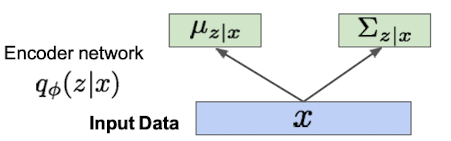 μ_{z|x} Σ_{z|x}
Encoder network
q_ϕ(z|x)
Input Data x